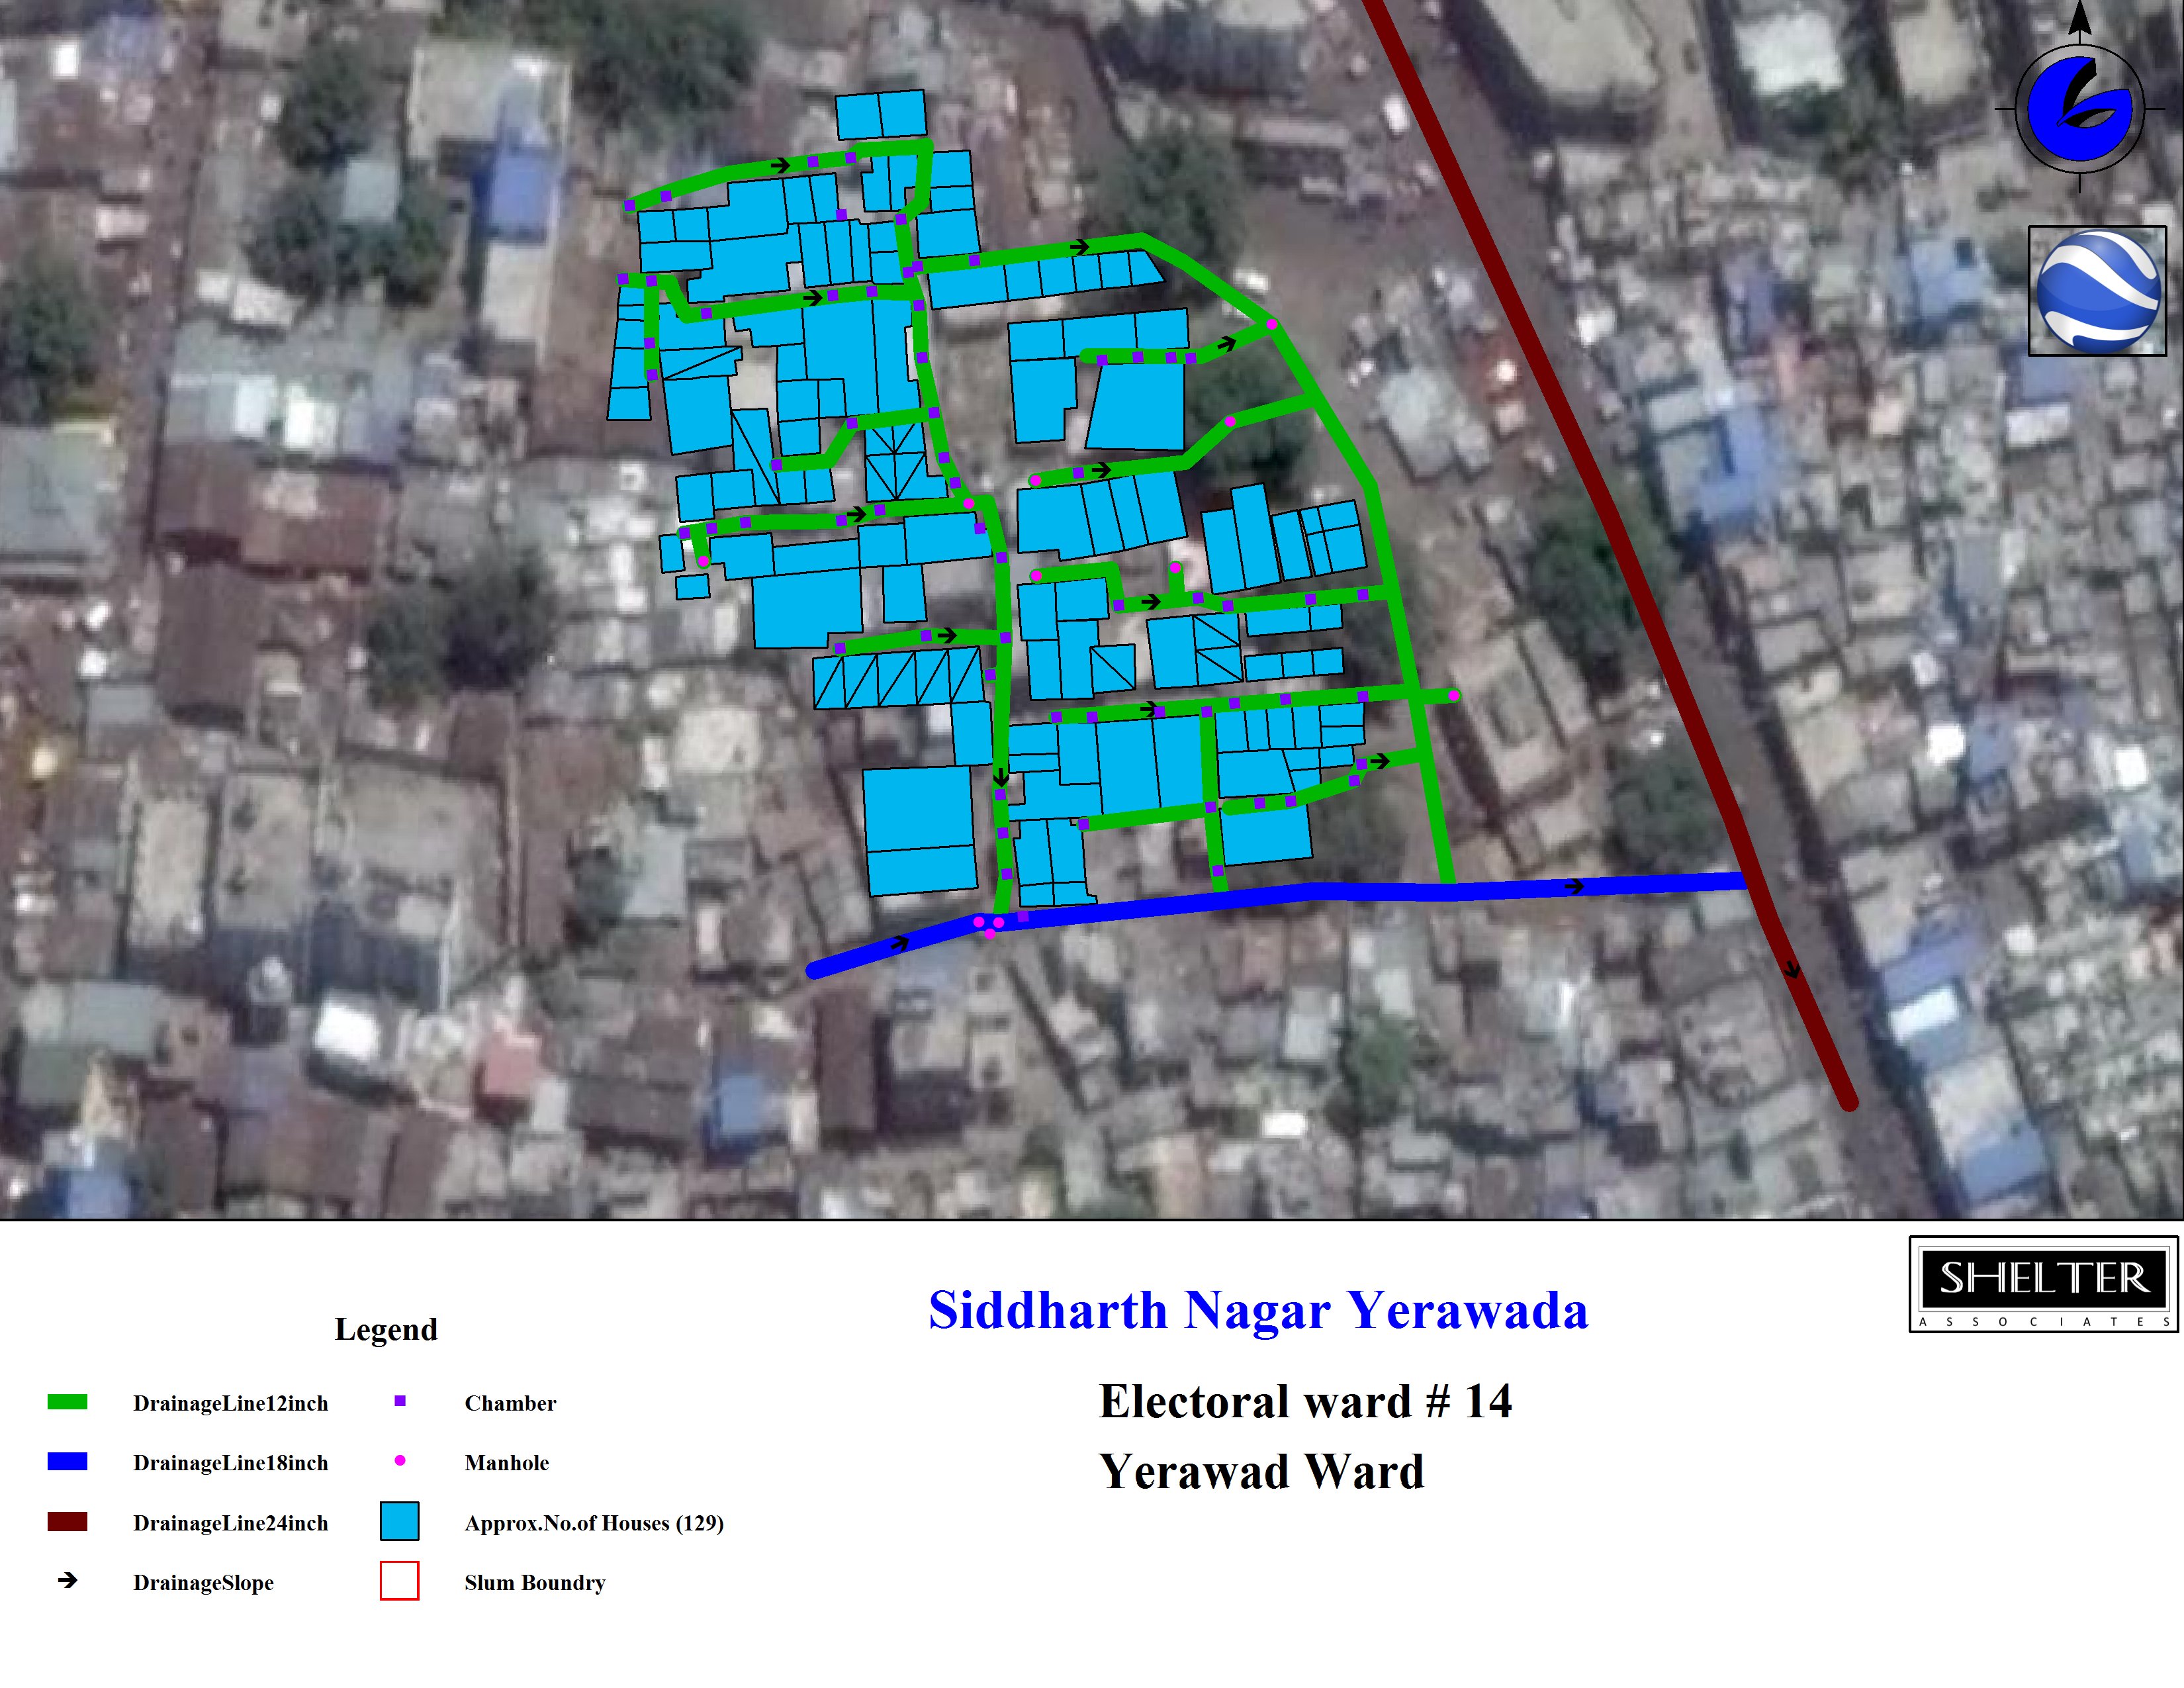 SHELTER
ASSOCIATES
Siddharth Nagar Yerawada
Electoral ward # 14
Yerawad Ward
Legend
DrainageLine12inch
Chamber
DrainageLine18inch
Manhole
DrainageLine24inch
Approx.No.of Houses (129)
DrainageSlope
Slum Boundry